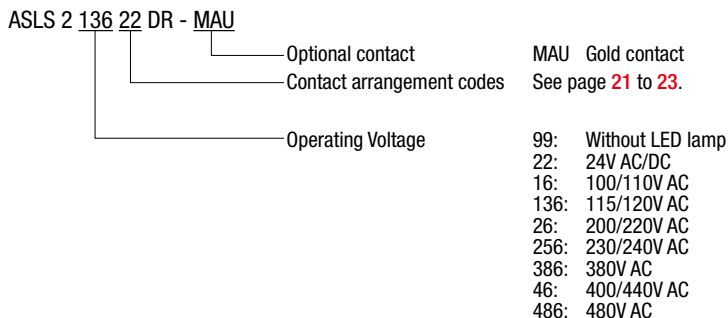 ASLS 2 136 22 DR - MAU
Optional contact MAU Gold contact
Contact arrangement codes See page 21 to 23.
Operating Voltage 99: Without LED lamp
22: 24V AC/DC
16: 100/110V AC
136: 115/120V AC
26: 200/220V AC
256: 230/240V AC
386: 380V AC
46: 400/440V AC
486: 480V AC